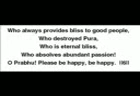 Who always provides bliss to good people,
Who destroyed Pura,
Who is eternal bliss,
Who absolves abundant passion!
O Prabhu! Please be happy, be happy. ||6||